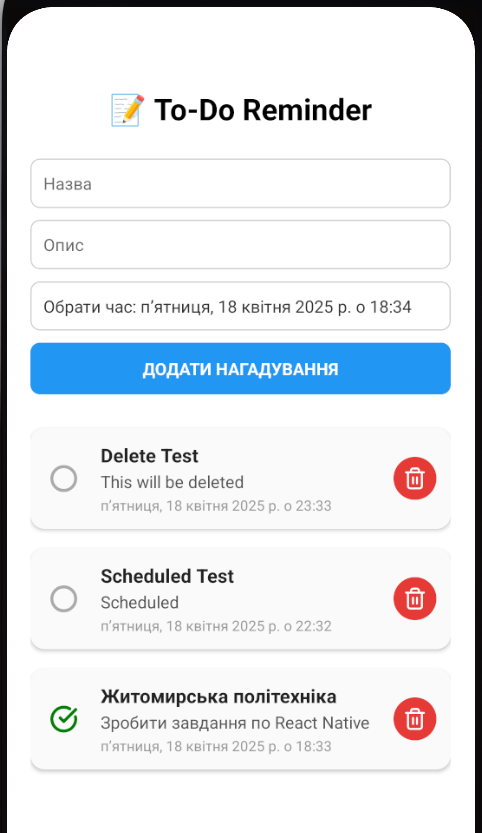 📝 To-Do Reminder
Назва
Опис
Обрати час: п’ятниця, 18 квітня 2025 р. о 18:34
ДОДАТИ НАГАДУВАННЯ
Delete Test
This will be deleted
п’ятниця, 18 квітня 2025 р. о 23:33
Scheduled Test
Scheduled
п’ятниця, 18 квітня 2025 р. о 22:32
Житомирська політехніка
Зробити завдання по React Native
п’ятниця, 18 квітня 2025 р. о 18:33